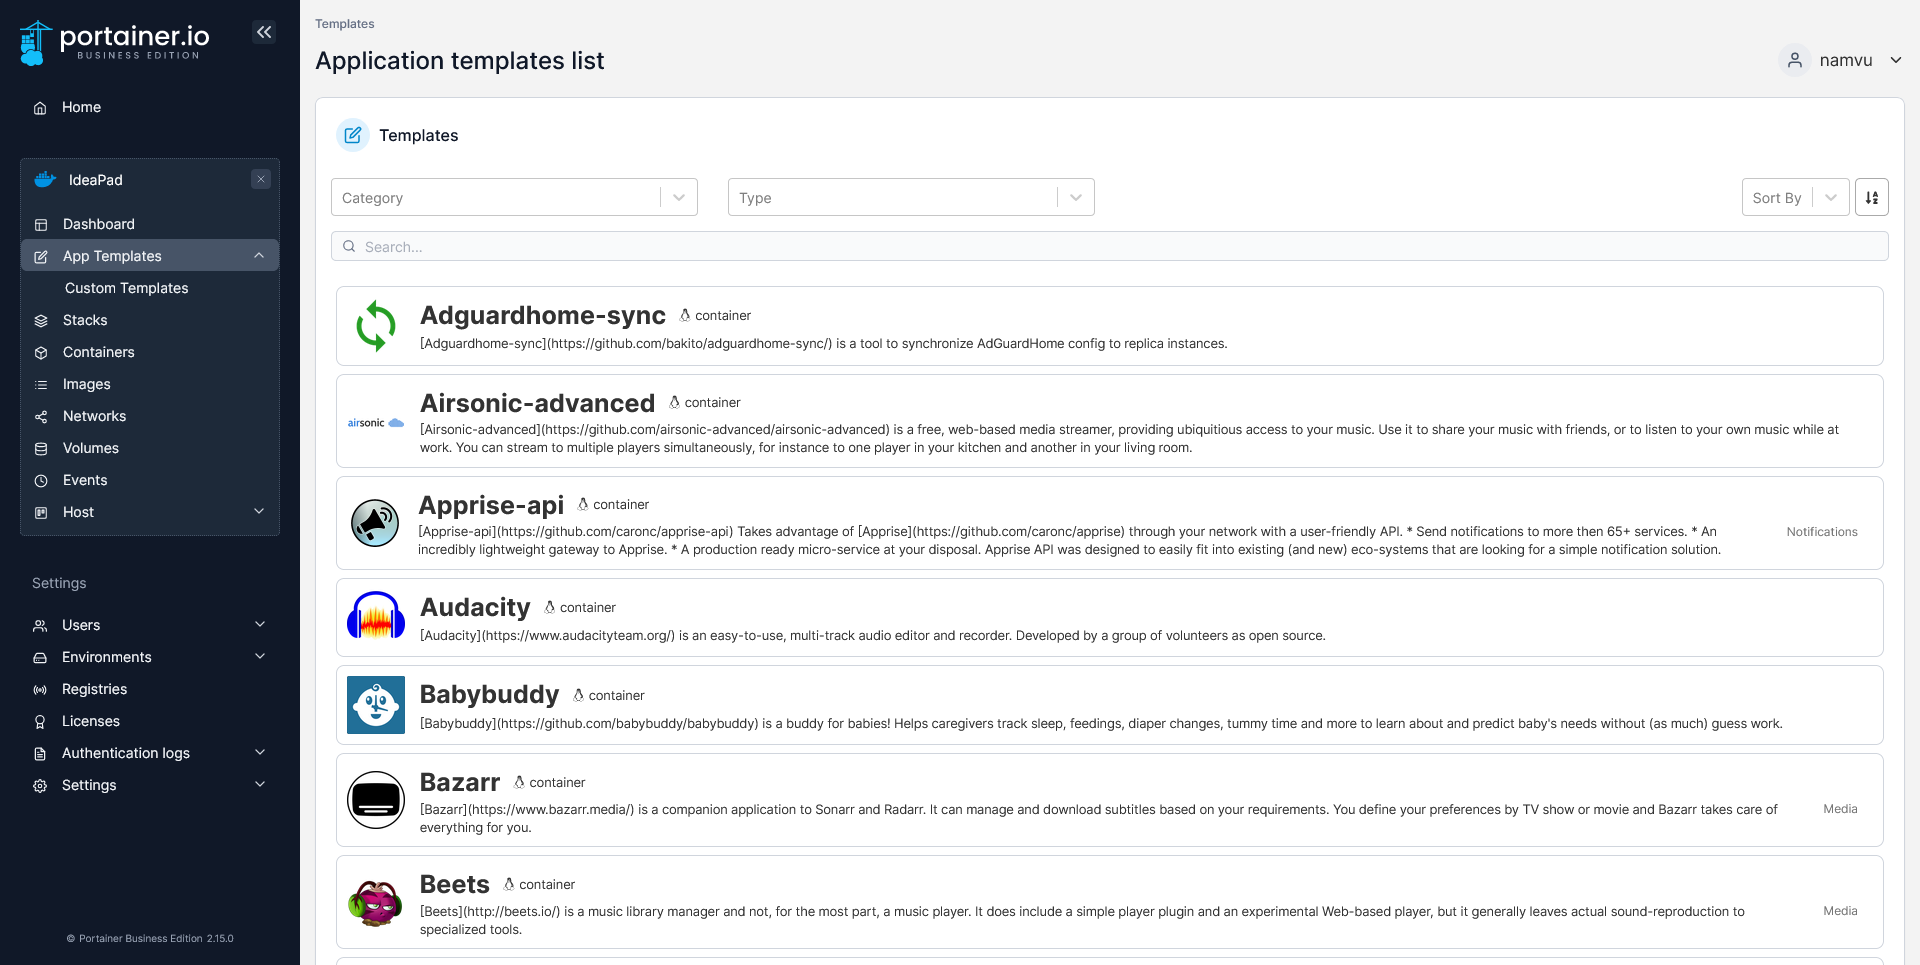 portainer.io
BUSINESS EDITION
Home
IdeaPad
Dashboard
App Templates
Custom Templates
Stacks
Containers
Images
Networks
Volumes
Events
Host
Settings
Users
Environments
Registries
Licenses
Authentication logs
Settings
© Portainer Business Edition 2.15.0
Templates
Application templates list
namvu
Templates
Category
Type
Sort By
Search...
Adguardhome-sync container
[Adguardhome-sync](https://github.com/bakito/adguardhome-sync/) is a tool to synchronize AdGuardHome config to replica instances.
airsonic
Airsonic-advanced container
[Airsonic-advanced](https://github.com/airsonic-advanced/airsonic-advanced) is a free, web-based media streamer, providing ubiquitious access to your music. Use it to share your music with friends, or to listen to your own music while at
work. You can stream to multiple players simultaneously, for instance to one player in your kitchen and another in your living room.
Apprise-api container
[Apprise-api](https://github.com/caronc/apprise-api) Takes advantage of [Apprise](https://github.com/caronc/apprise) through your network with a user-friendly API. * Send notifications to more then 65+ services. * An
incredibly lightweight gateway to Apprise. * A production ready micro-service at your disposal. Apprise API was designed to easily fit into existing (and new) eco-systems that are looking for a simple notification solution.
Notifications
Audacity container
[Audacity](https://www.audacityteam.org/) is an easy-to-use, multi-track audio editor and recorder. Developed by a group of volunteers as open source.
Babybuddy container
[Babybuddy](https://github.com/babybuddy/babybuddy) is a buddy for babies! Helps caregivers track sleep, feedings, diaper changes, tummy time and more to learn about and predict baby's needs without (as much) guess work.
Bazarr container
[Bazarr](https://www.bazarr.media/) is a companion application to Sonarr and Radarr. It can manage and download subtitles based on your requirements. You define your preferences by TV show or movie and Bazarr takes care of
everything for you.
Media
Beets container
[Beets](http://beets.io/) is a music library manager and not, for the most part, a music player. It does include a simple player plugin and an experimental Web-based player, but it generally leaves actual sound-reproduction to
specialized tools.
Media